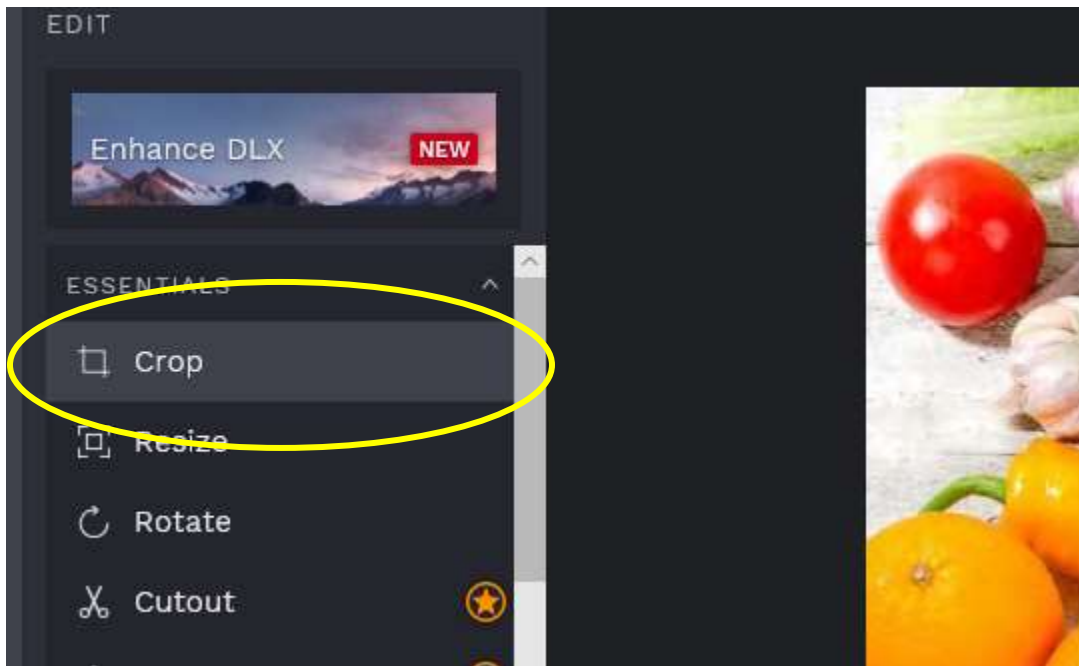 EDIT
Enhance DLX NEW
ESSENTIALS
Crop
Resize
Rotate
Cutout